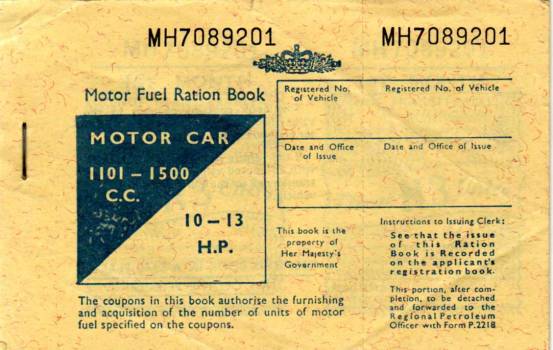 MH7089201
MH7089201
Motor Fuel Ration Book
MOTOR CAR
1101 – 1500
C.C.
10 – 13
H.P.
The coupons in this book authorise the furnishing
and acquisition of the number of units of motor
fuel specified on the coupons.
Registered No.
of Vehicle
Registered No. of Vehicle
Date and Office
of Issue
Date and Office of Issue
This book is the
property of
Her Majesty's
Government
Instructions to Issuing Clerk:
See that the issue
of this Ration
Book is Recorded
on the applicant's
registration book.
This portion, after com-
pletion, to be detached
and forwarded to the
Regional Petroleum
Officer with Form P.221B